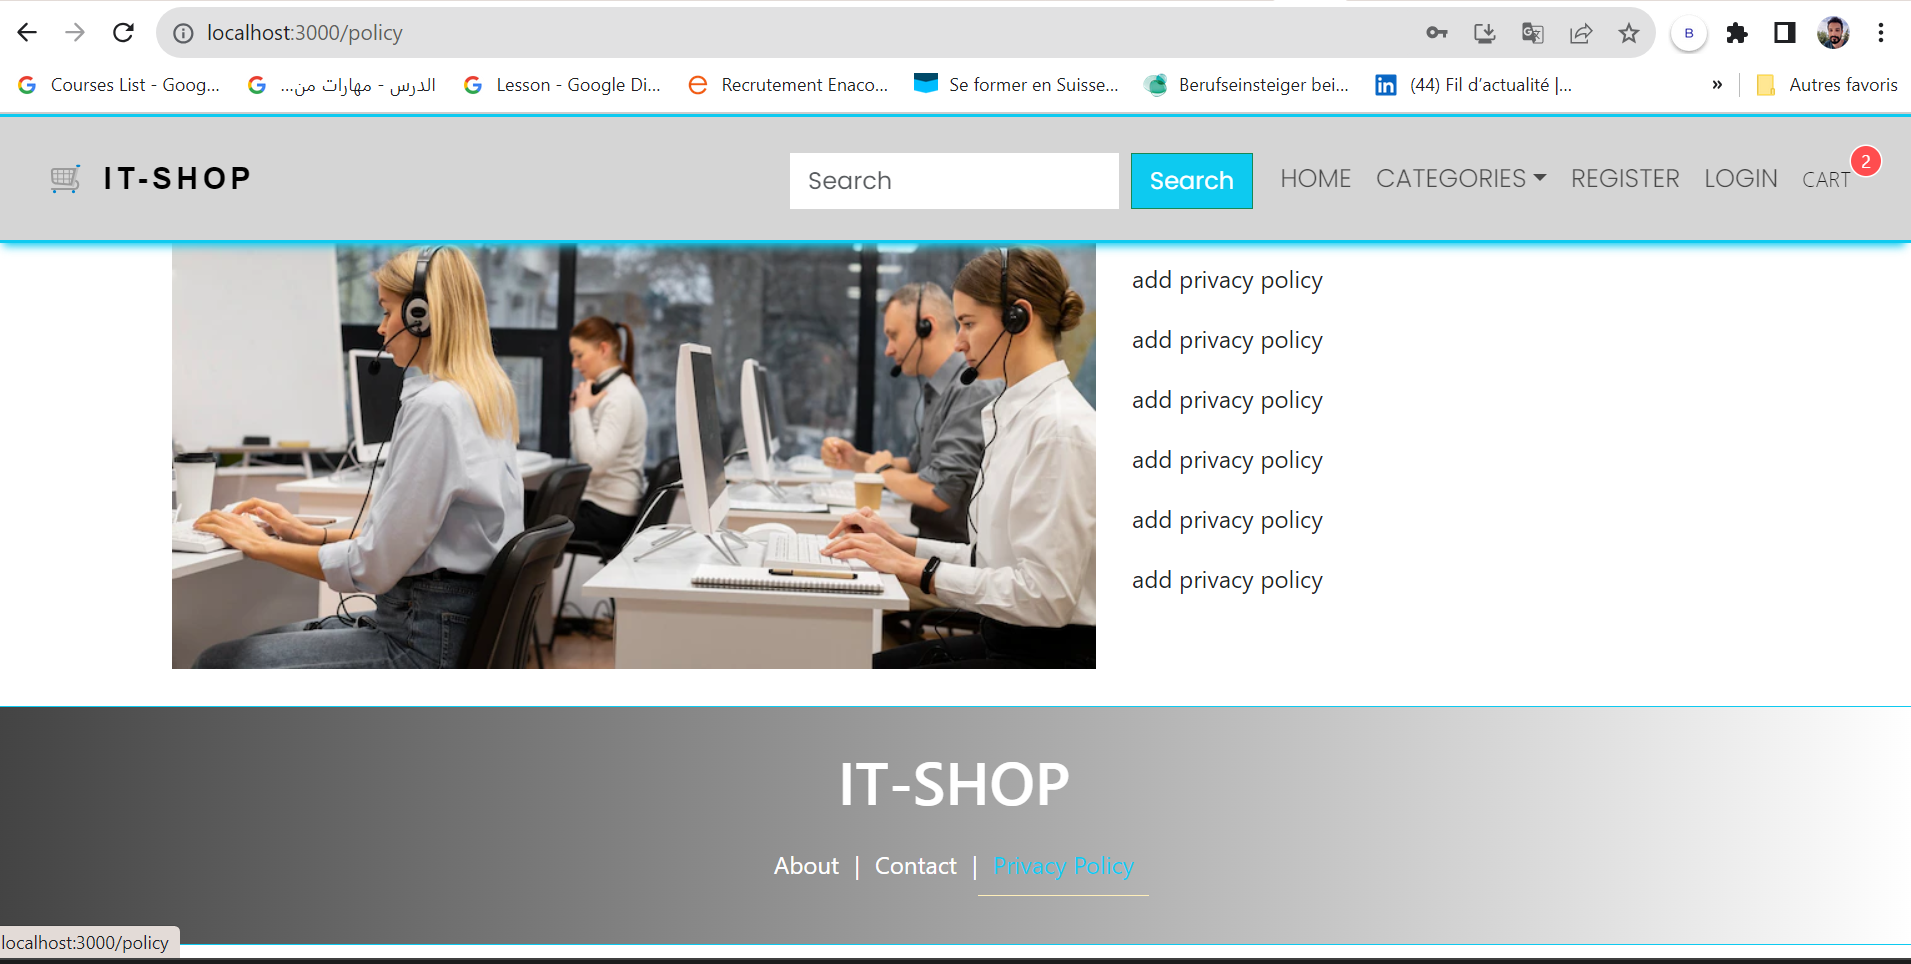 localhost:3000/policy
B
Courses List - Goog...
الدرس - مهارات من...
Lesson - Google Di...
Recrutement Enaco...
Se former en Suisse...
Berufseinsteiger bei...
(44) Fil d'actualité |...
»
Autres favoris
IT-SHOP
Search
Search
HOME
CATEGORIES
REGISTER
LOGIN
CART
2
add privacy policy
add privacy policy
add privacy policy
add privacy policy
add privacy policy
add privacy policy
IT-SHOP
About | Contact | Privacy Policy
localhost:3000/policy